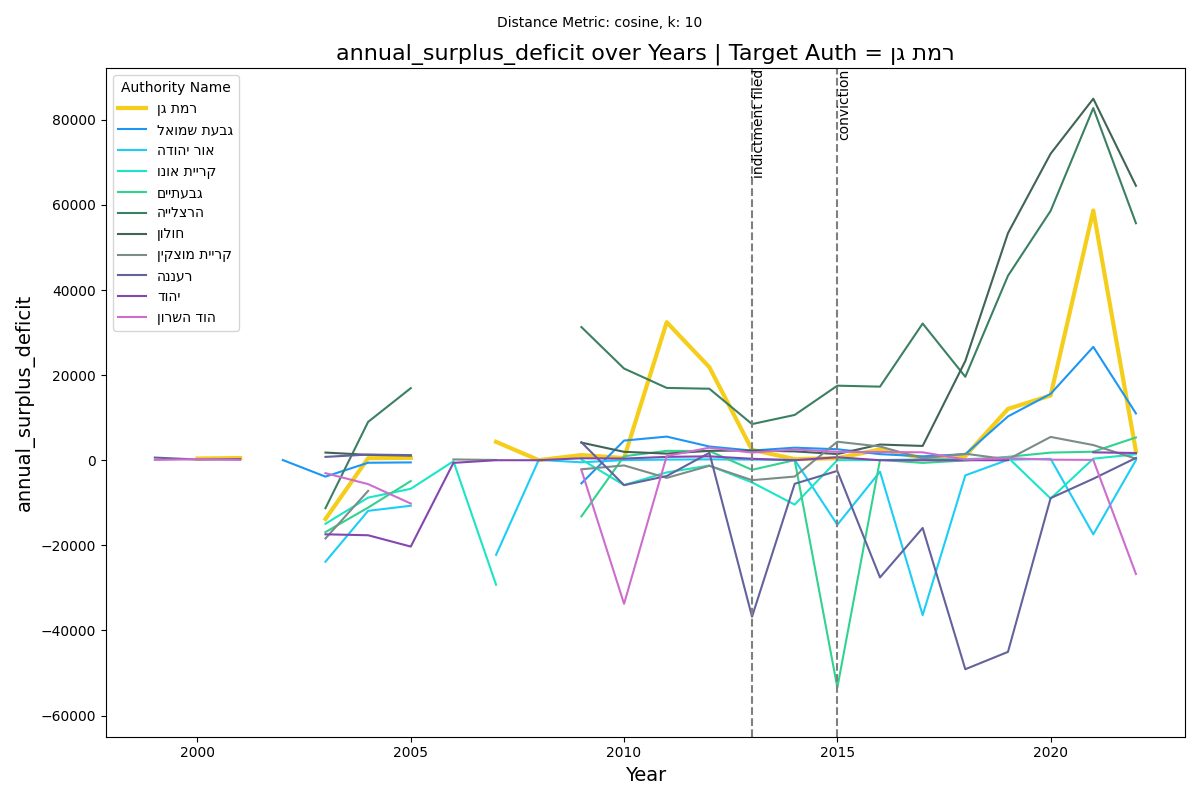 Distance Metric: cosine, k: 10
annual_surplus_deficit over Years | Target Auth = רמת גן
Authority Name
רמת גן
גבעת שמואל
אור יהודה
קריית אונו
גבעתיים
הרצלייה
חולון
קריית מוצקין
רעננה
יהוד
הוד השרון
indictment filed
conviction
annual_surplus_deficit
80000
60000
40000
20000
0
−20000
−40000
−60000
2000
2005
2010
2015
2020
Year